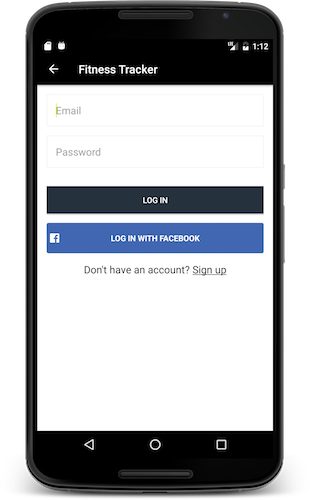 1:12
Fitness Tracker
Email
Password
LOG IN
LOG IN WITH FACEBOOK
Don't have an account? Sign up